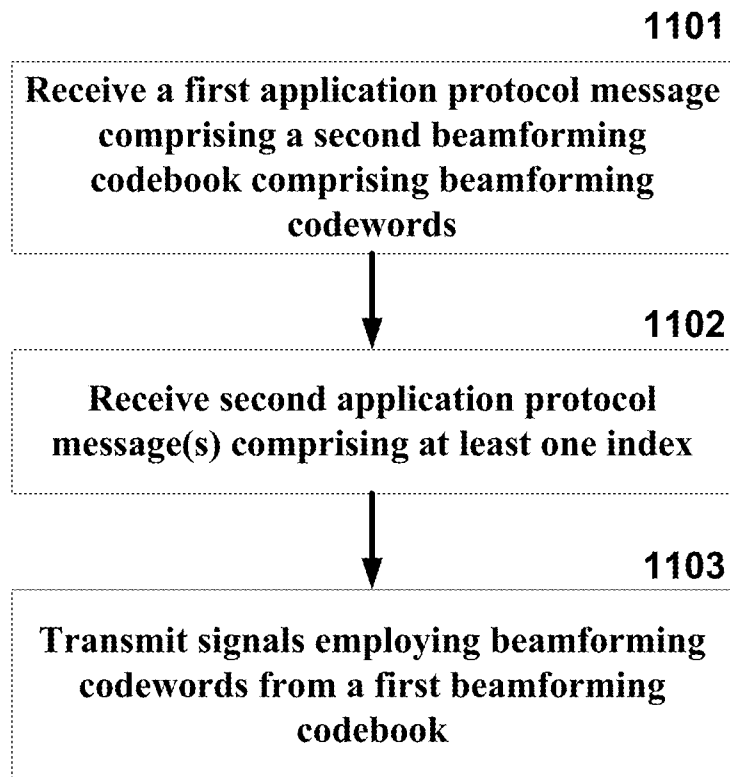 1101
Receive a first application protocol message
comprising a second beamforming
codebook comprising beamforming
codewords
1102
Receive second application protocol
message(s) comprising at least one index
1103
Transmit signals employing beamforming
codewords from a first beamforming
codebook